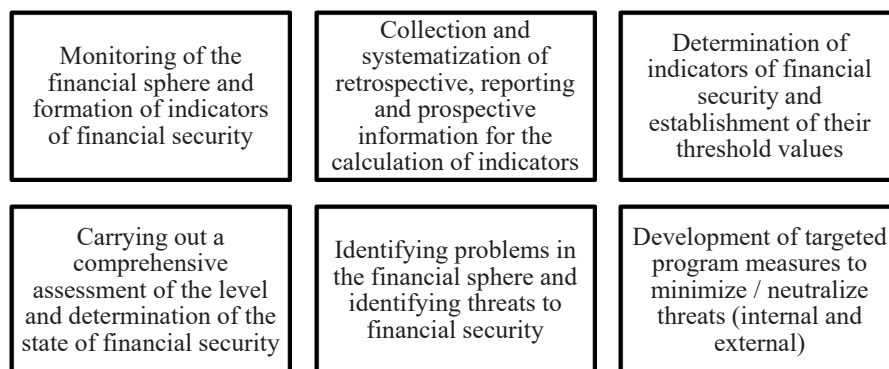 Monitoring of the
financial sphere and
formation of indicators
of financial security
Collection and
systematization of
retrospective, reporting
and prospective
information for the
calculation of indicators
Determination of
indicators of financial
security and
establishment of their
threshold values
Carrying out a
comprehensive
assessment of the level
and determination of the
state of financial security
Identifying problems in
the financial sphere and
identifying threats to
financial security
Development of targeted
program measures to
minimize / neutralize
threats (internal and
external)